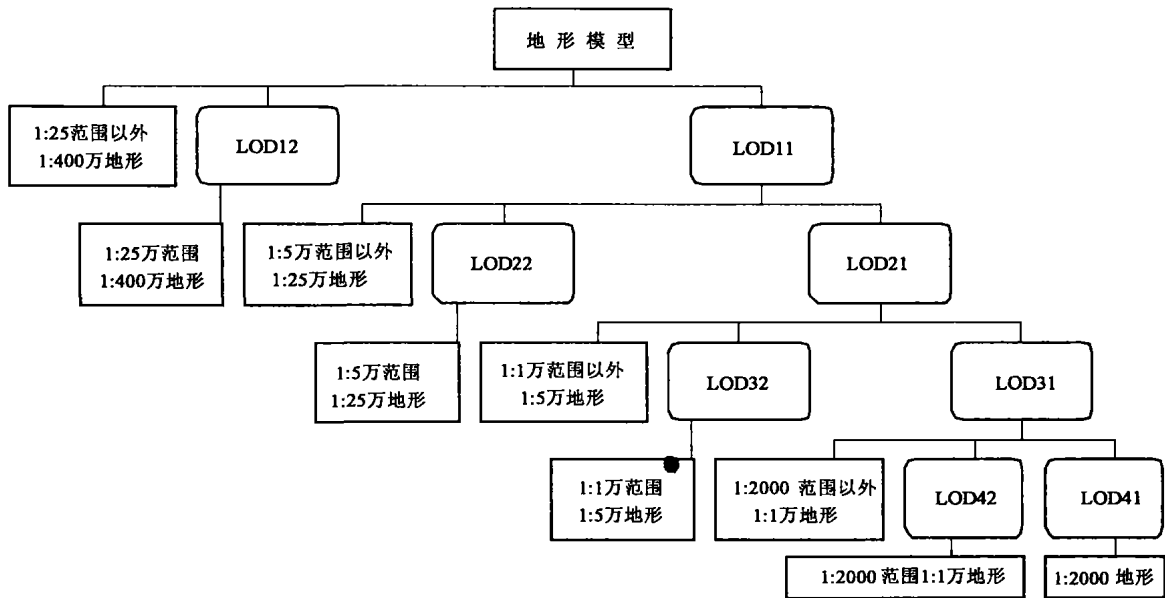 地形模型
1:25范围以外
1:400万地形
LOD12
LOD11
1:25万范围
1:400万地形
1:5万范围以外
1:25万地形
LOD22
LOD21
1:5万范围
1:25万地形
1:1万范围以外
1:5万地形
LOD32
LOD31
1:1万范围
1:5万地形
1:2000 范围以外
1:1万地形
LOD42
LOD41
1:2000 范围1:1万地形
1:2000 地形